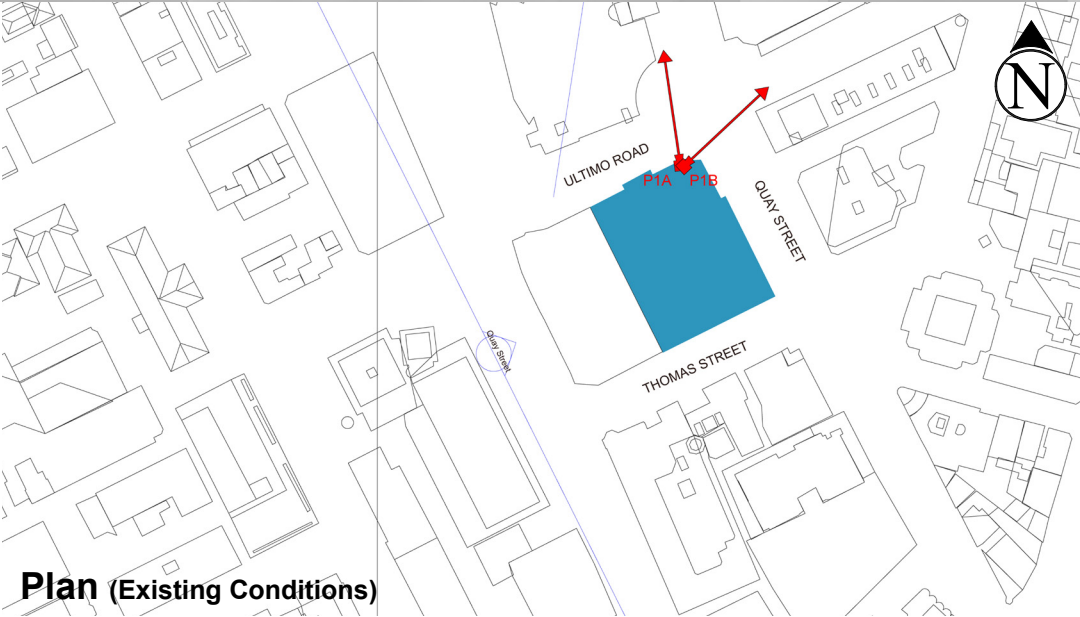 N
ULTIMO ROAD
P1A P1B
QUAY STREET
Quay Street
THOMAS STREET
Plan (Existing Conditions)